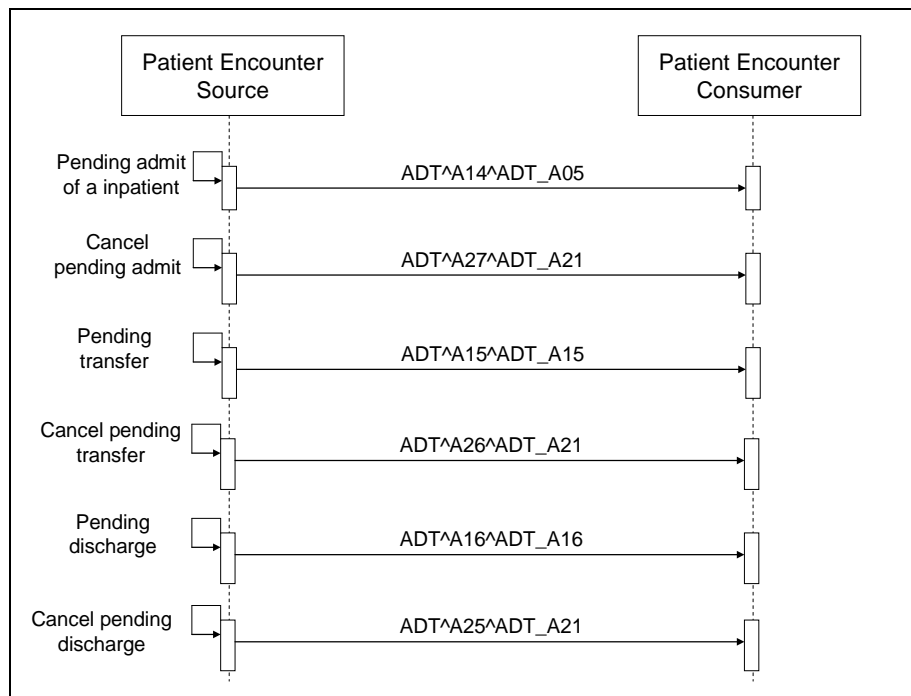 Patient Encounter
Source
Patient Encounter
Consumer
Pending admit
of a inpatient
ADT^A14^ADT_A05
Cancel
pending admit
ADT^A27^ADT_A21
Pending
transfer
ADT^A15^ADT_A15
Cancel pending
transfer
ADT^A26^ADT_A21
Pending
discharge
ADT^A16^ADT_A16
Cancel pending
discharge
ADT^A25^ADT_A21